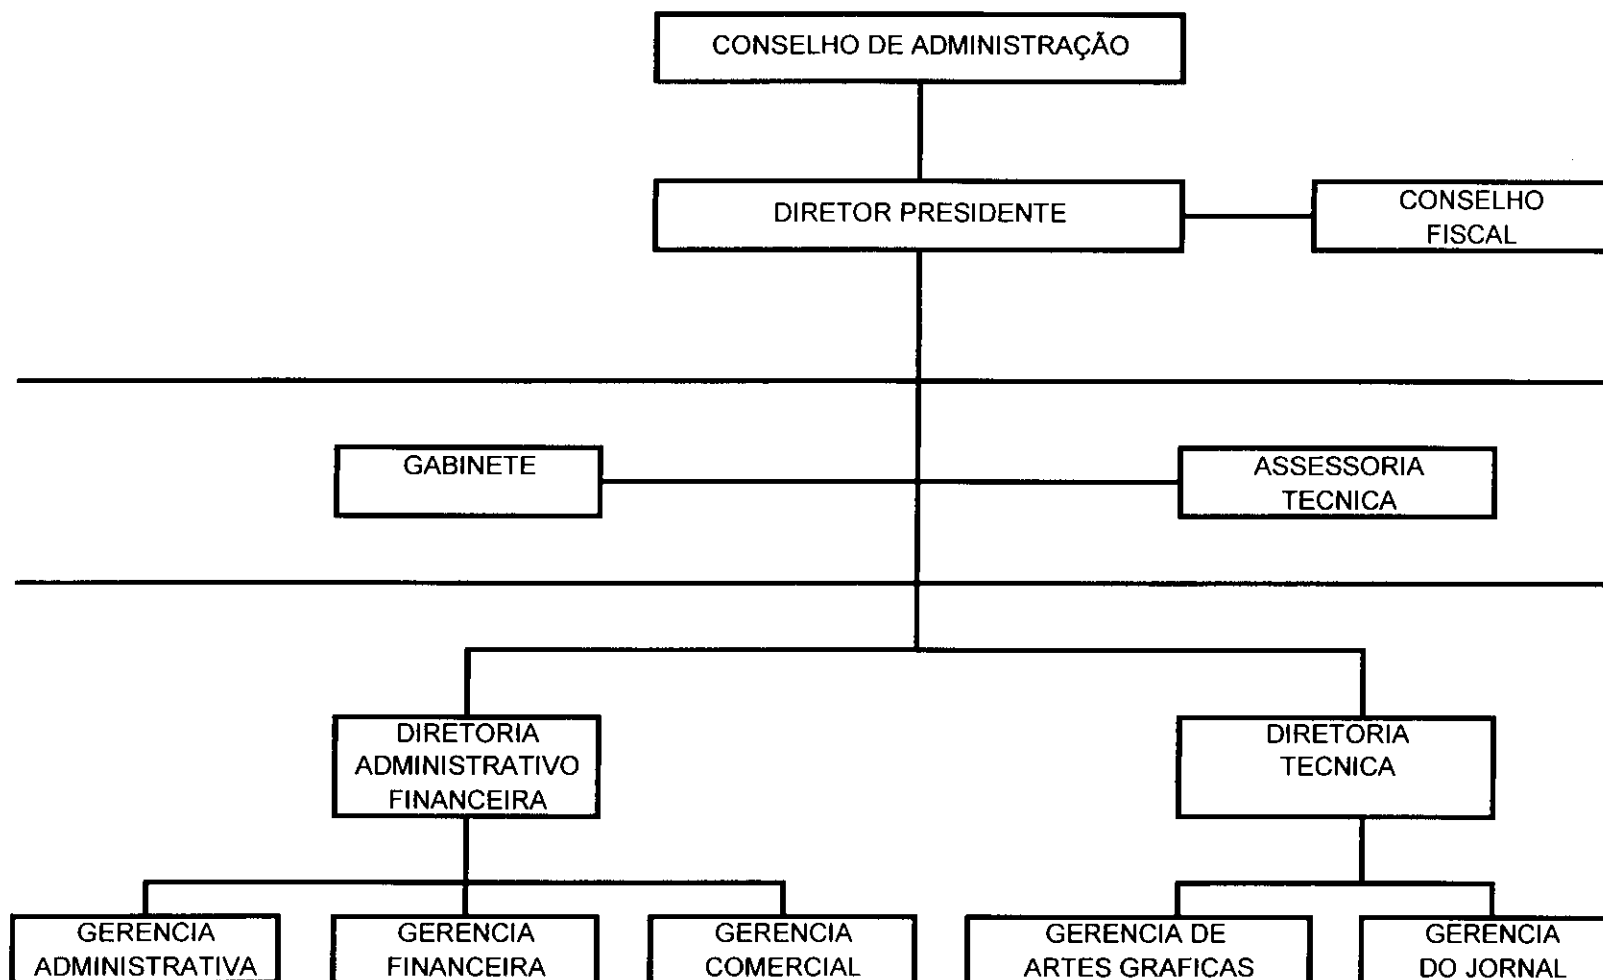 CONSELHO DE ADMINISTRAÇÃO
DIRETOR PRESIDENTE
CONSELHO
FISCAL
GABINETE
ASSESSORIA
TECNICA
DIRETORIA
ADMINISTRATIVO
FINANCEIRA
DIRETORIA
TECNICA
GERENCIA
ADMINISTRATIVA
GERENCIA
FINANCEIRA
GERENCIA
COMERCIAL
GERENCIA DE
ARTES GRAFICAS
GERENCIA
DO JORNAL